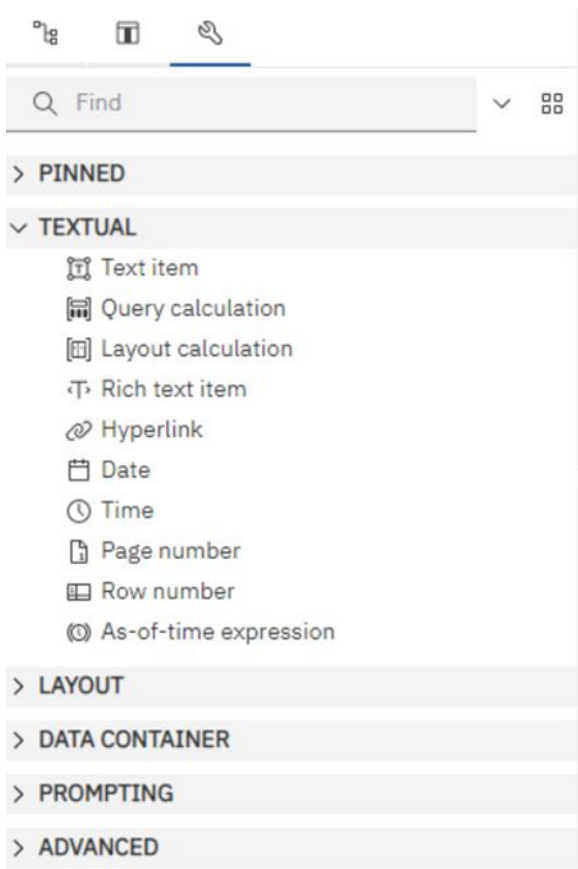 Find
PINNED
TEXTUAL
Text item
Query calculation
Layout calculation
Rich text item
Hyperlink
Date
Time
Page number
Row number
As-of-time expression
LAYOUT
DATA CONTAINER
PROMPTING
ADVANCED